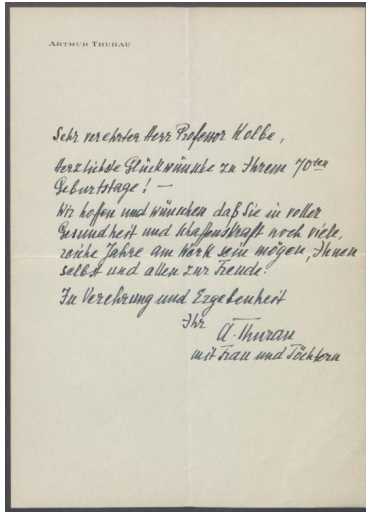 ARTHUR THURAU
Sehr verehrter Herr Professor Kolbe,
Herzlichste Glückwünsche zu Ihrem 70ten
Geburtstage! —
Wir hoffen und wünschen daß Sie in voller
Gesundheit und Schaffenskraft noch viele,
reiche Jahre am Werk sein mögen, Ihnen
selbst und allen zur Freude.
In Verehrung und Ergebenheit
Ihr
A. Thurau
mit Frau und Töchtern